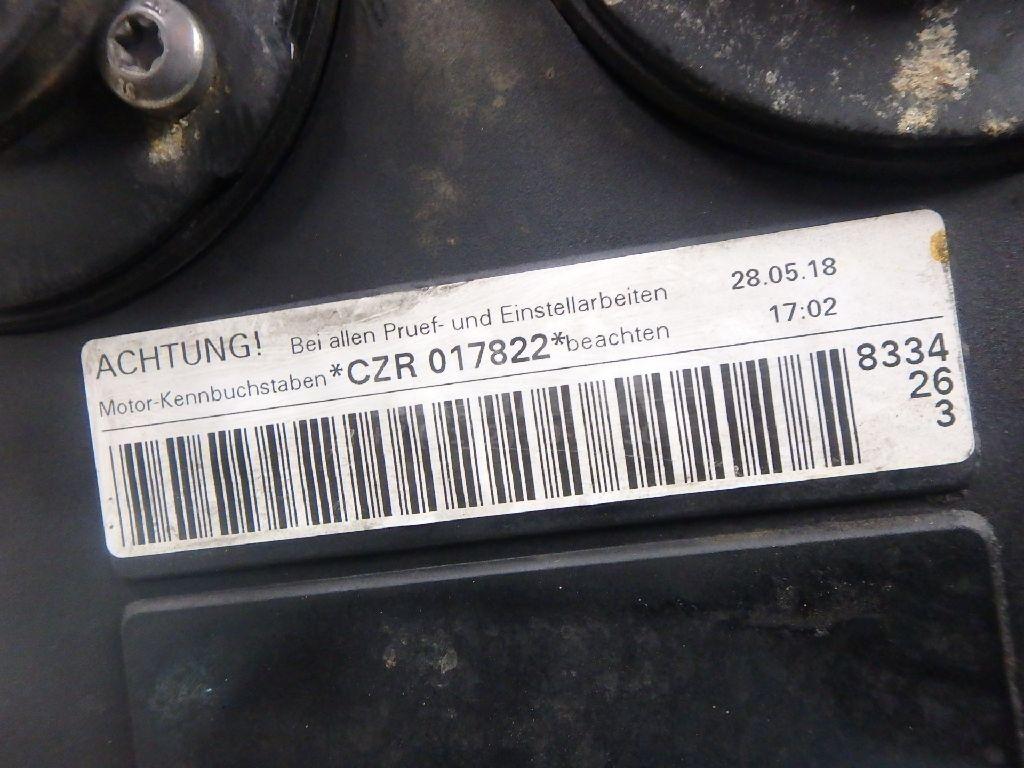 ACHTUNG! Bei allen Pruef- und Einstellarbeiten 28.05.18
Motor-Kennbuchstaben *CZR 017822* beachten 17:02
8334
26
3